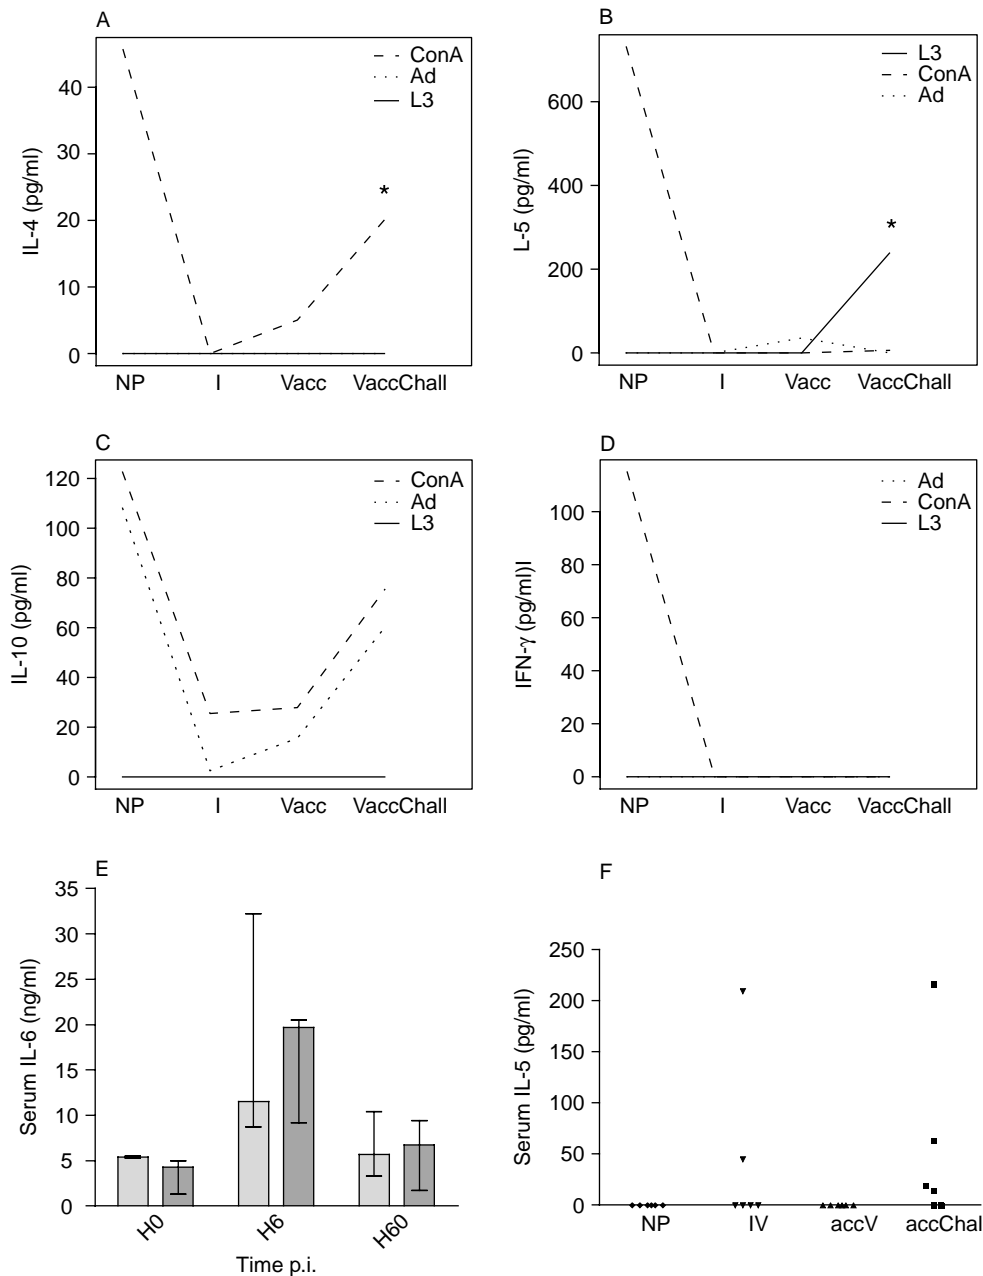 A
ConA
Ad
L3
IL-4 (pg/ml)
40
30
20
10
0
*
NP I Vacc VaccChall
B
L3
ConA
Ad
L-5 (pg/ml)
600
400
200
0
*
NP I Vacc VaccChall
C
ConA
Ad
L3
IL-10 (pg/ml)
120
100
80
60
40
20
0
NP I Vacc VaccChall
D
Ad
ConA
L3
IFN-γ (pg/ml)l
100
80
60
40
20
0
NP I Vacc VaccChall
E
Serum IL-6 (ng/ml)
35
30
25
20
15
10
5
0
H0 H6 H60
Time p.i.
F
Serum IL-5 (pg/ml)
250
200
150
100
50
0
NP IV accV accChal